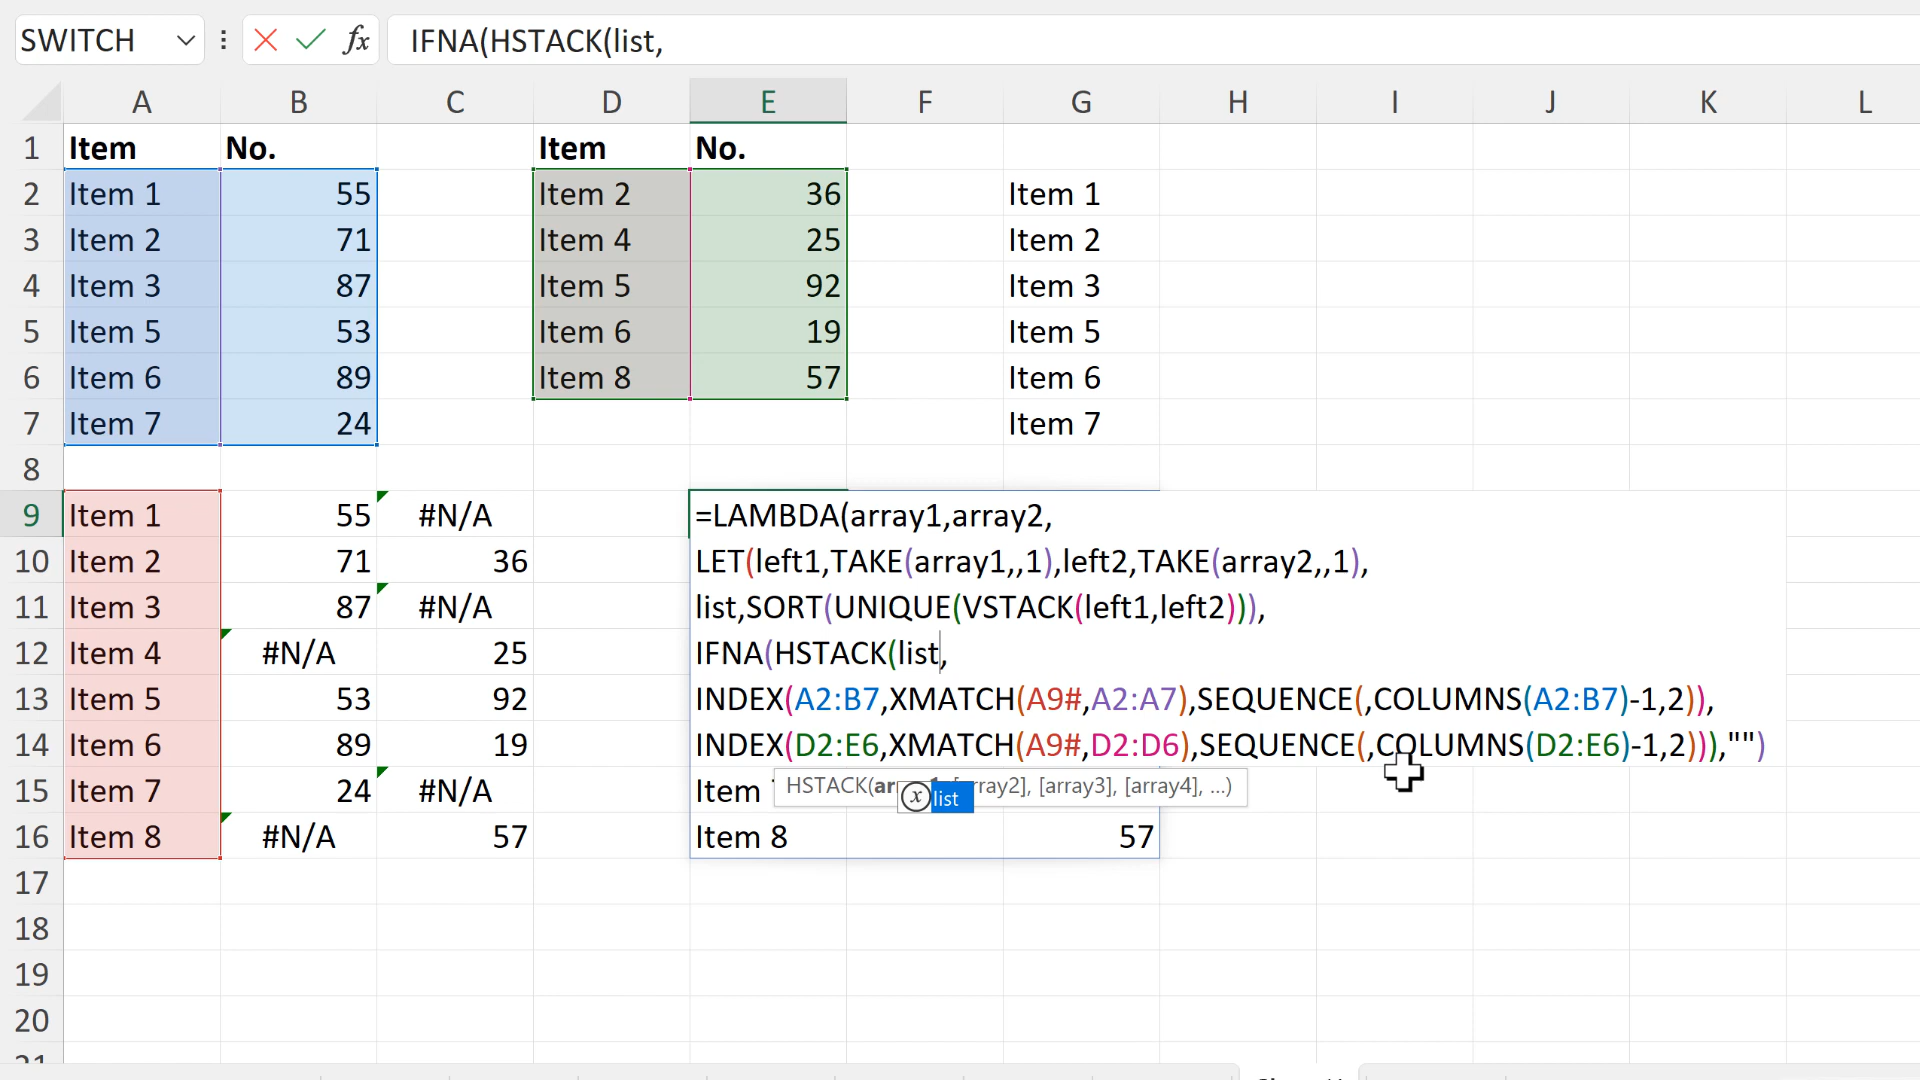 SWITCH
fx
IFNA(HSTACK(list,
A B C D E F G H I J K L
1 Item No. Item No.
2 Item 1 55 Item 2 36 Item 1
3 Item 2 71 Item 4 25 Item 2
4 Item 3 87 Item 5 92 Item 3
5 Item 5 53 Item 6 19 Item 5
6 Item 6 89 Item 8 57 Item 6
7 Item 7 24 Item 7
8
9 Item 1 55 #N/A =LAMBDA(array1,array2,
10 Item 2 71 36 LET(left1,TAKE(array1,,1),left2,TAKE(array2,,1),
11 Item 3 87 #N/A list,SORT(UNIQUE(VSTACK(left1,left2))),
12 Item 4 #N/A 25 IFNA(HSTACK(list,
13 Item 5 53 92 INDEX(A2:B7,XMATCH(A9#,A2:A7),SEQUENCE(,COLUMNS(A2:B7)-1,2)),
14 Item 6 89 19 INDEX(D2:E6,XMATCH(A9#,D2:D6),SEQUENCE(,COLUMNS(D2:E6)-1,2))),"")
15 Item 7 24 #N/A Item
HSTACK( [array3], [array4], ...)
list
16 Item 8 #N/A 57 Item 8 57
17
18
19
20